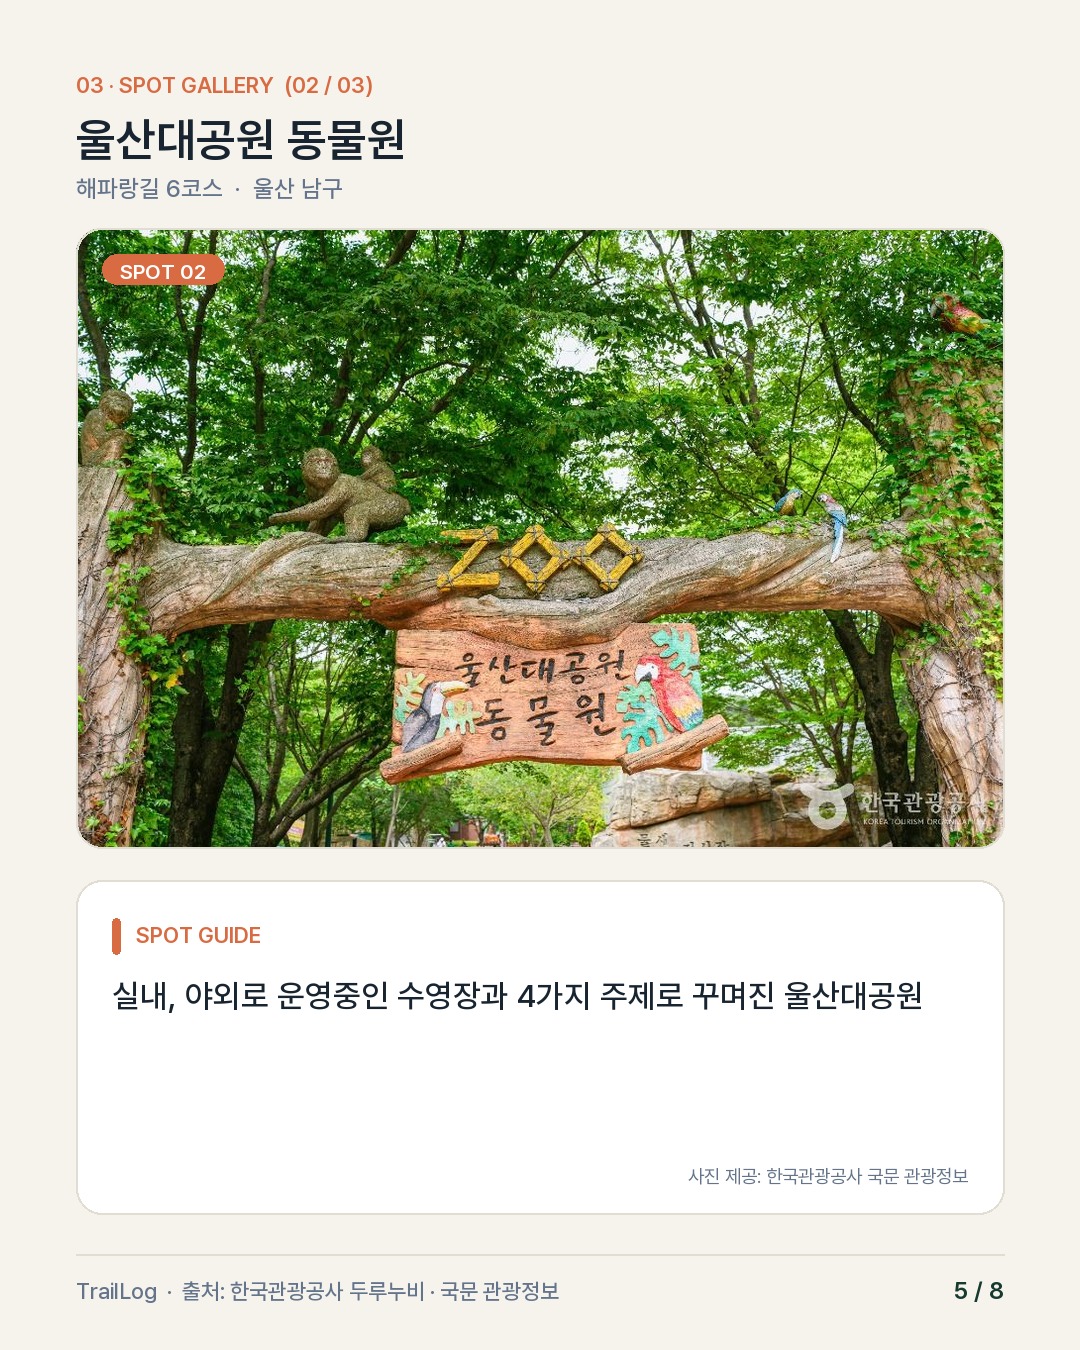 03 · SPOT GALLERY (02 / 03)
울산대공원 동물원
해파랑길 6코스 · 울산 남구
SPOT 02
ZOO
울산대공원
동물원
한국관광공사
KOREA TOURISM ORGANIZATION
SPOT GUIDE
실내, 야외로 운영중인 수영장과 4가지 주제로 꾸며진 울산대공원
사진 제공: 한국관광공사 국문 관광정보
TrailLog · 출처: 한국관광공사 두루누비 · 국문 관광정보
5 / 8